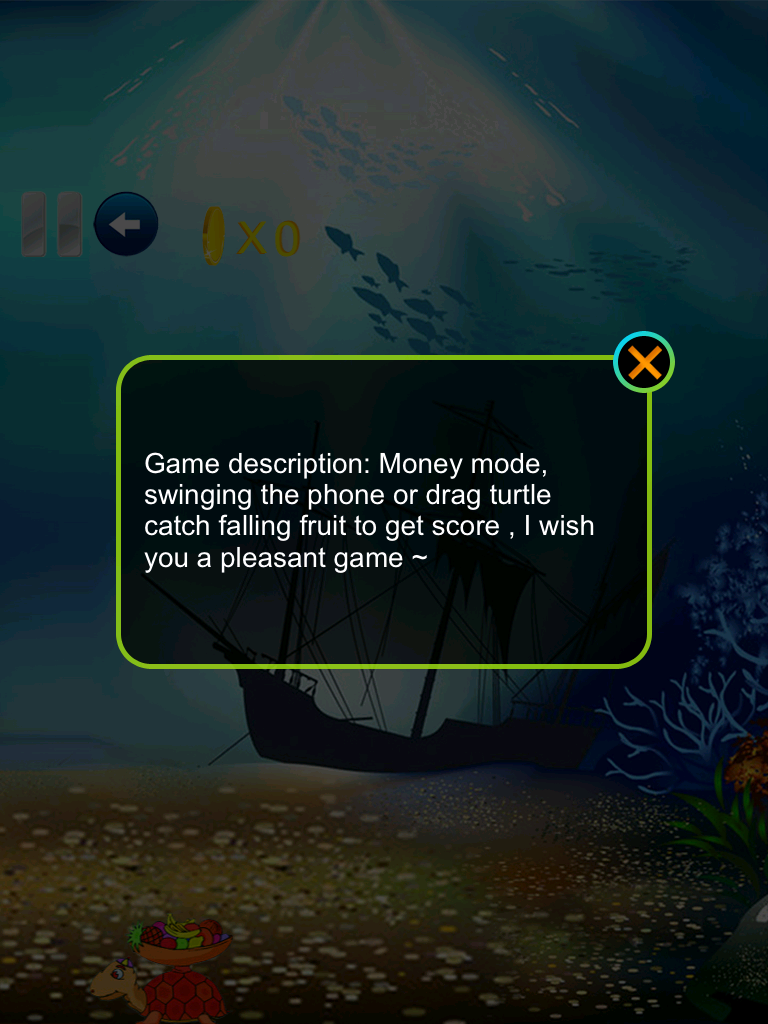 X0
Game description: Money mode,
swinging the phone or drag turtle
catch falling fruit to get score , I wish
you a pleasant game ~